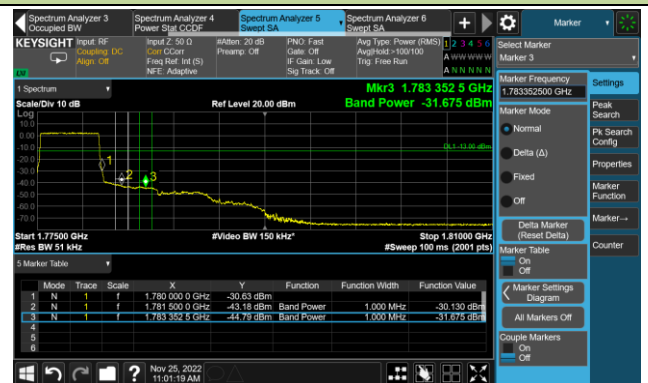 Spectrum Analyzer 3
Occupied BW
Spectrum Analyzer 4
Power Stat CCDF
Spectrum Analyzer 5
Swept SA
Spectrum Analyzer 6
Swept SA
Marker
KEYSIGHT
Input: RF
Coupling: DC
Align: Off
Input Z: 50 Ω
Corr CCorr
Freq Ref: Int (S)
NFE: Adaptive
#Atten: 20 dB
Preamp: Off
PNO: Fast
Gate: Off
IF Gain: Low
Sig Track: Off
Avg Type: Power (RMS)
Avg|Hold:>100/100
Trig: Free Run
1 2 3 4 5 6
A W W W W W
A N N N N N
LXI
Select Marker
Marker 3
1 Spectrum
Scale/Div 10 dB
Ref Level 20.00 dBm
Mkr3 1.783 352 5 GHz
Band Power -31.675 dBm
Log
10.0
0.00
-10.0
-20.0
-30.0
-40.0
-50.0
-60.0
-70.0
DL1 -13.00 dBm
1
2
3
Start 1.77500 GHz
#Res BW 51 kHz
#Video BW 150 kHz*
Stop 1.81000 GHz
#Sweep 100 ms (2001 pts)
5 Marker Table
Mode Trace Scale X Y Function Function Width Function Value
1 N 1 f 1.780 000 0 GHz -30.63 dBm
2 N 1 f 1.781 500 0 GHz -43.18 dBm Band Power 1.000 MHz -30.130 dBm
3 N 1 f 1.783 352 5 GHz -44.79 dBm Band Power 1.000 MHz -31.675 dBm
4
5
6
Marker Frequency
1.783352500 GHz
Marker Mode
Normal
Delta (Δ)
Fixed
Off
Delta Marker
(Reset Delta)
Marker Table
On
Off
Marker Settings
Diagram
All Markers Off
Couple Markers
On
Off
Settings
Peak
Search
Pk Search
Config
Properties
Marker
Function
Marker→
Counter
Nov 25, 2022
11:01:19 AM